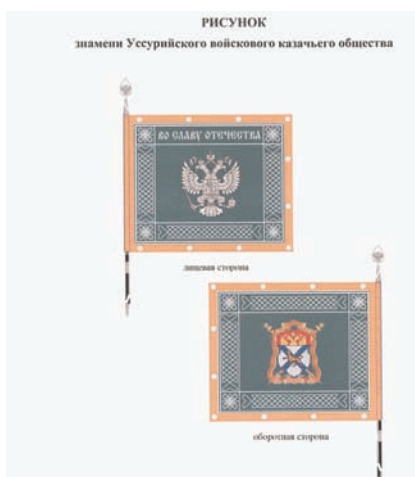 РИСУНОК
знамени Уссурийского войскового казачьего общества
ВО СЛАВУ ОТЕЧЕСТВА
лицевая сторона
оборотная сторона